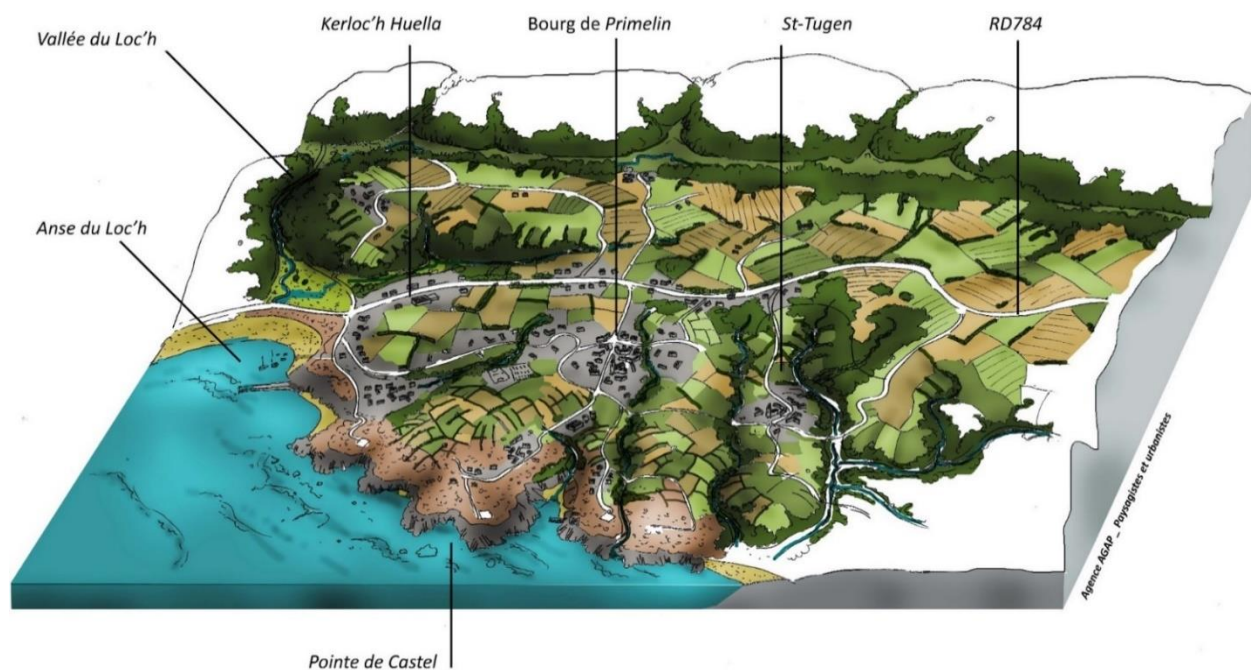 Vallée du Loc'h
Kerloc'h Huella
Bourg de Primelin
St-Tugen
RD784
Anse du Loc'h
Pointe de Castel
Agence AGAP _ Paysagistes et urbanistes